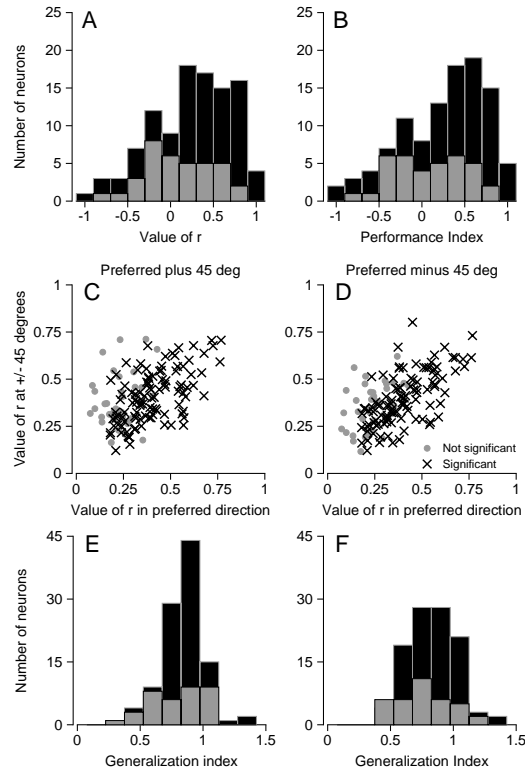 A
B
Number of neurons
25
20
15
10
5
0
-1 -0.5 0 0.5 1
Value of r
25
20
15
10
5
0
-1 -0.5 0 0.5 1
Performance Index
Preferred plus 45 deg
Preferred minus 45 deg
C
D
Value of r at +/- 45 degrees
1
0.75
0.5
0.25
0
0 0.25 0.5 0.75 1
Value of r in preferred direction
1
0.75
0.5
0.25
0
Not significant
Significant
0 0.25 0.5 0.75 1
Value of r in preferred direction
E
F
Number of neurons
45
30
15
0
0 0.5 1 1.5
Generalization index
45
30
15
0
0 0.5 1 1.5
Generalization Index